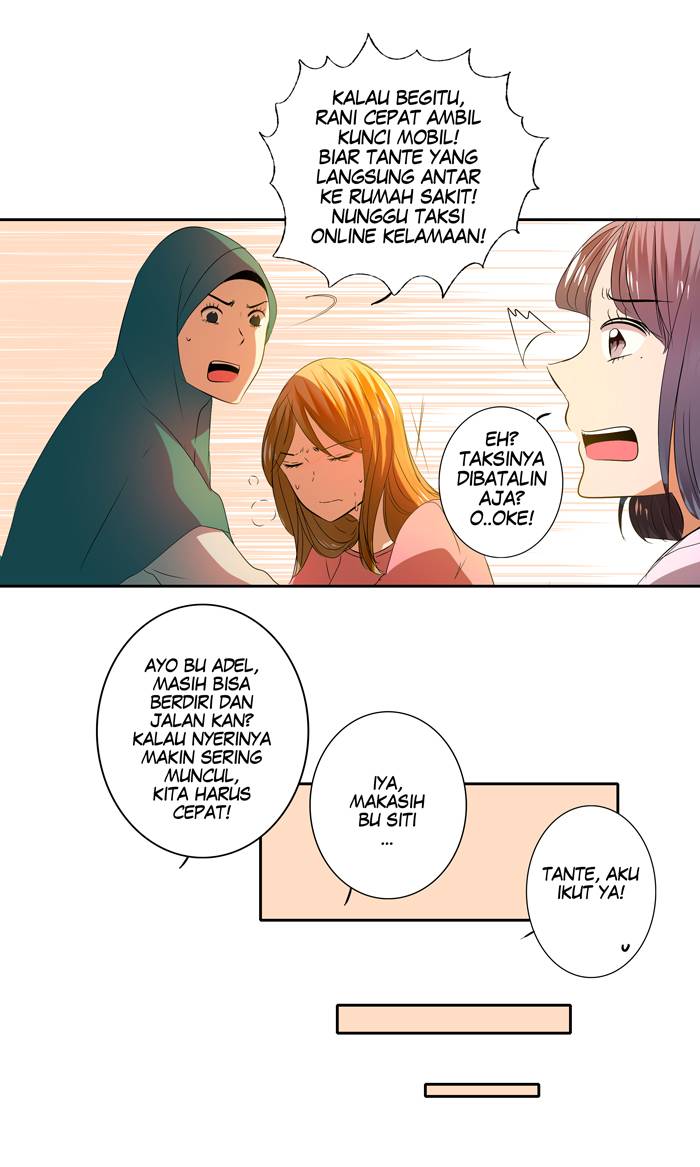 KALAU BEGITU,
RANI CEPAT AMBIL
KUNCI MOBIL!
BIAR TANTE YANG
LANGSUNG ANTAR
KE RUMAH SAKIT!
NUNGGU TAKSI
ONLINE KELAMAAN!
EH?
TAKSINYA
DIBATALIN
AJA?
O..OKE!
AYO BU ADEL,
MASIH BISA
BERDIRI DAN
JALAN KAN?
KALAU NYERINYA
MAKIN SERING
MUNCUL,
KITA HARUS
CEPAT!
IYA,
MAKASIH
BU SITI
...
TANTE, AKU
IKUT YA!